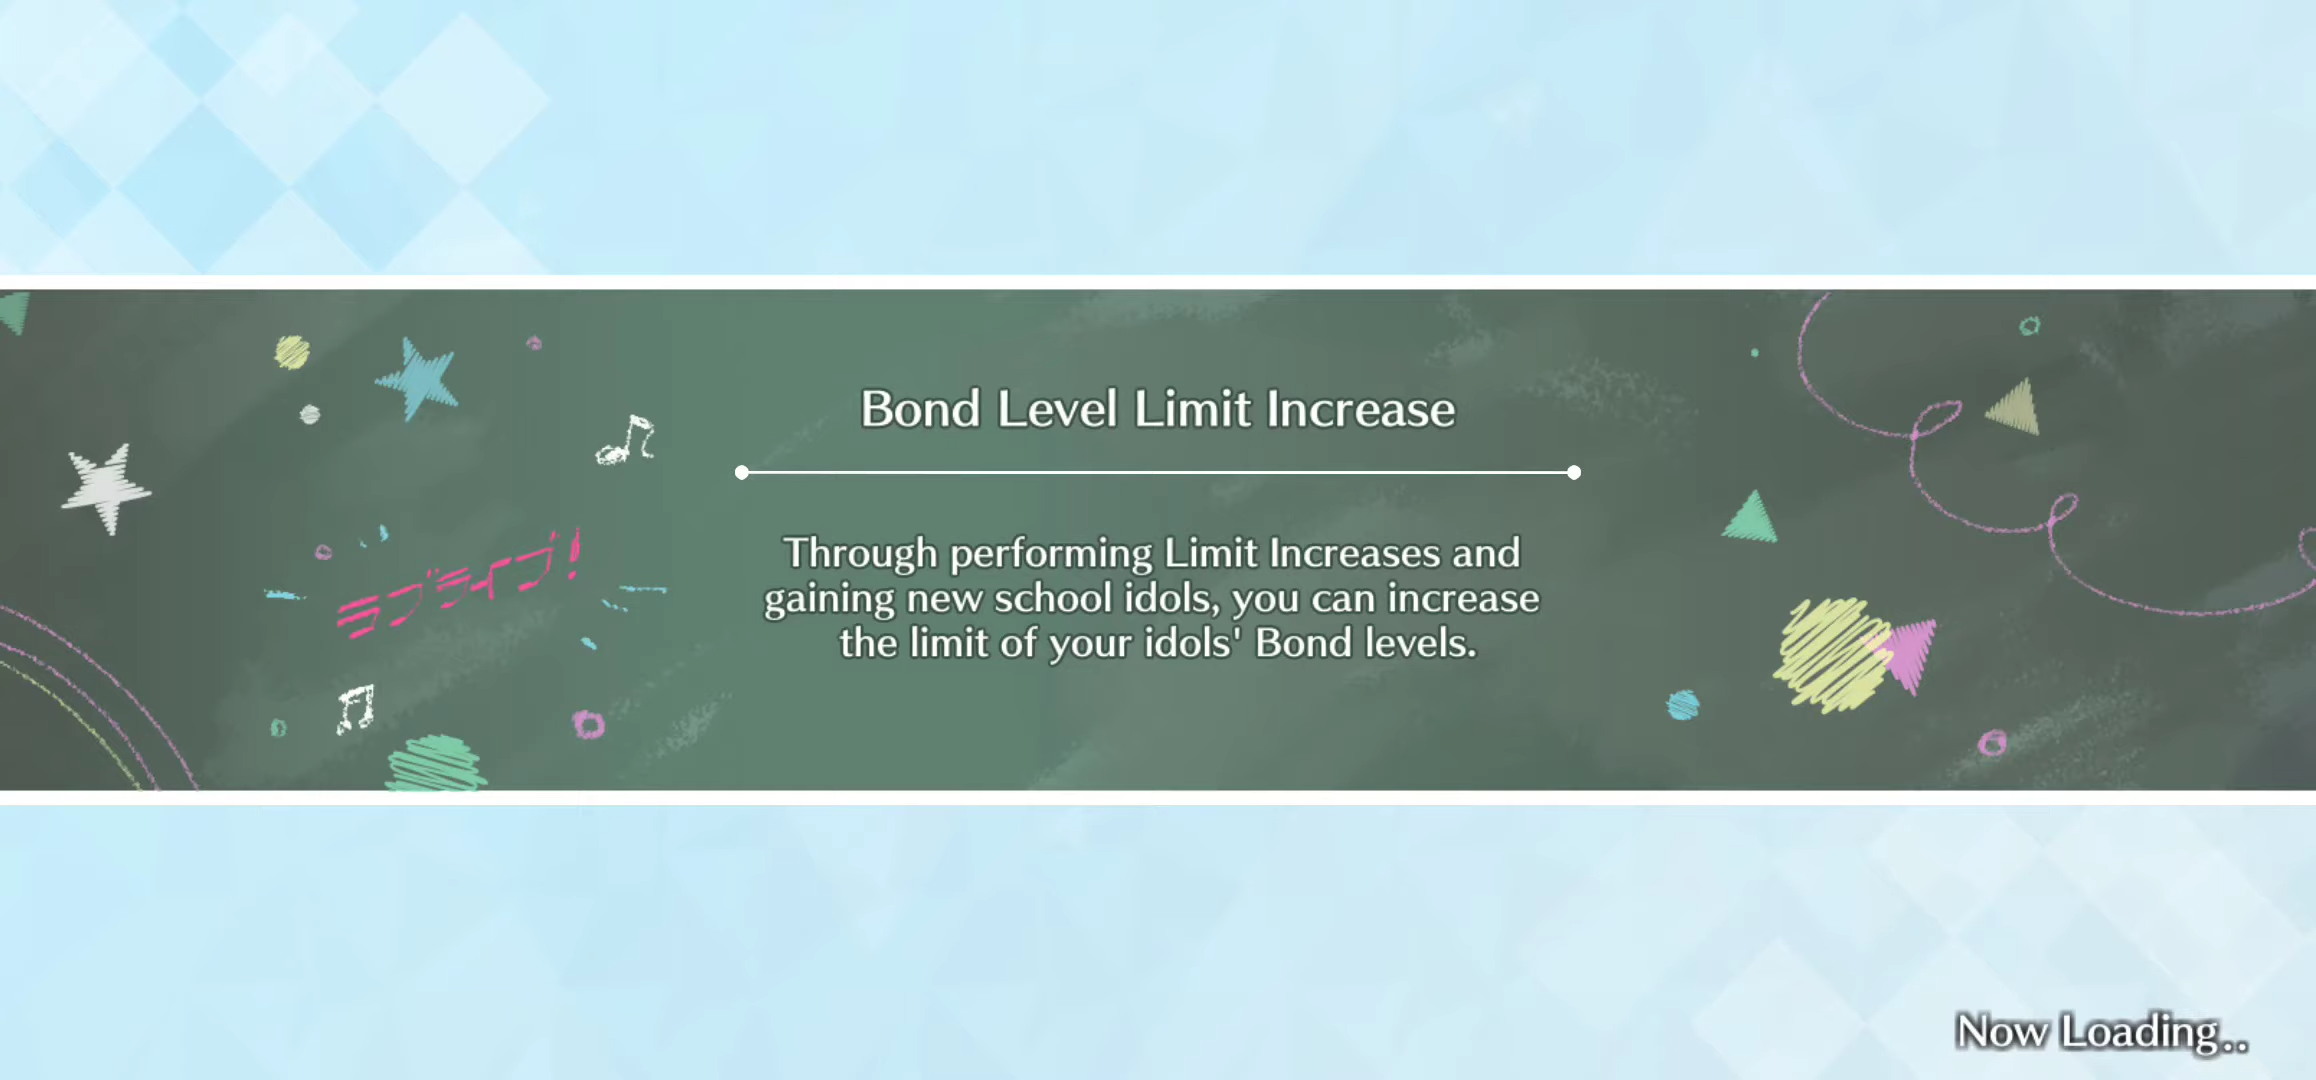 Bond Level Limit Increase
ラブライブ!
Through performing Limit Increases and
gaining new school idols, you can increase
the limit of your idols' Bond levels.
Now Loading..